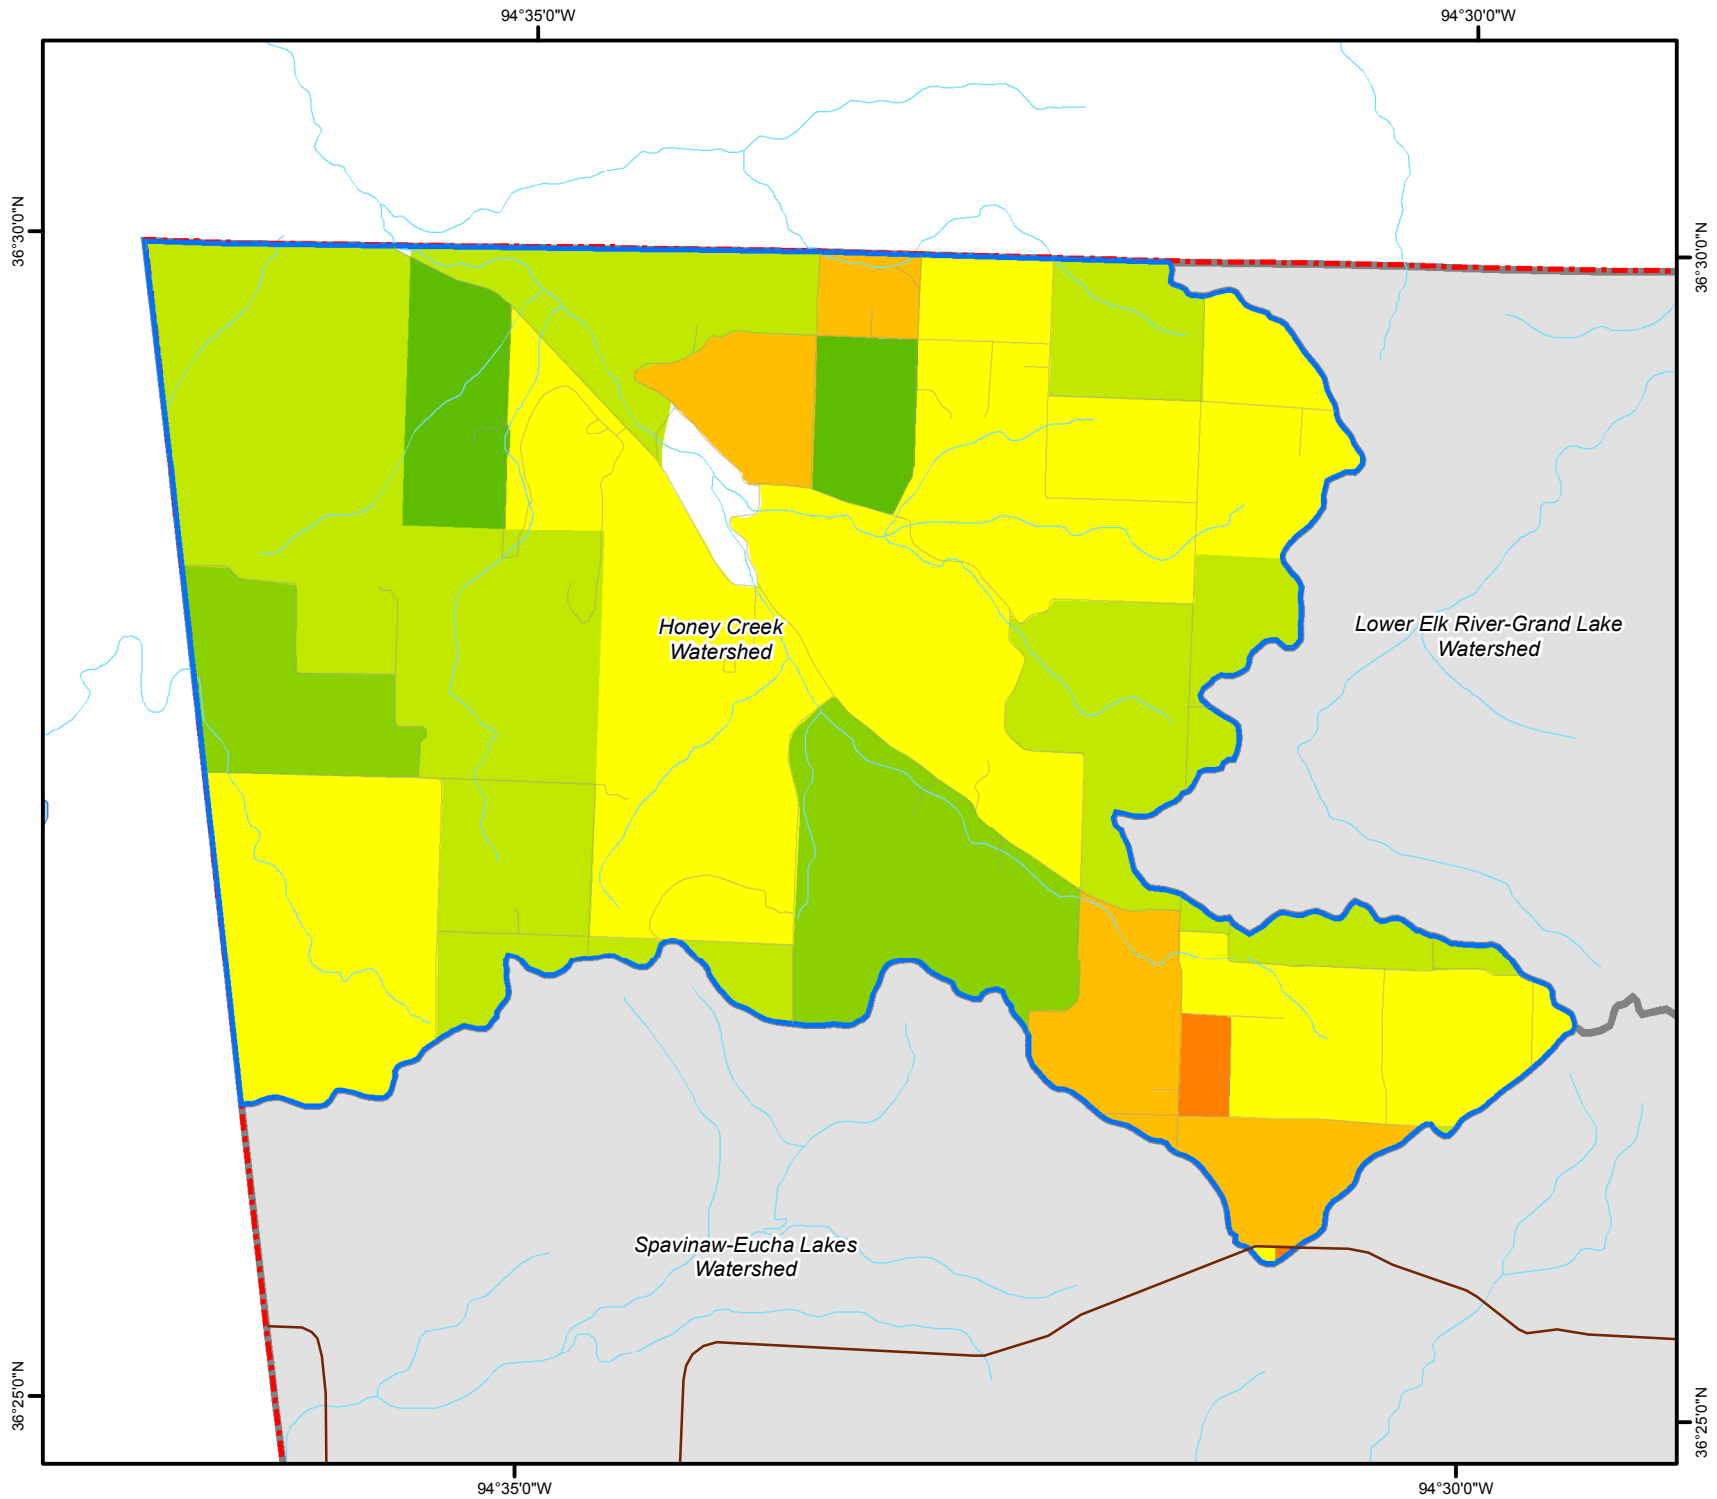 94°35'0"W
94°30'0"W
36°30'0"N
36°30'0"N
Honey Creek
Watershed
Lower Elk River-Grand Lake
Watershed
Spavinaw-Eucha Lakes
Watershed
36°25'0"N
36°25'0"N
94°35'0"W
94°30'0"W